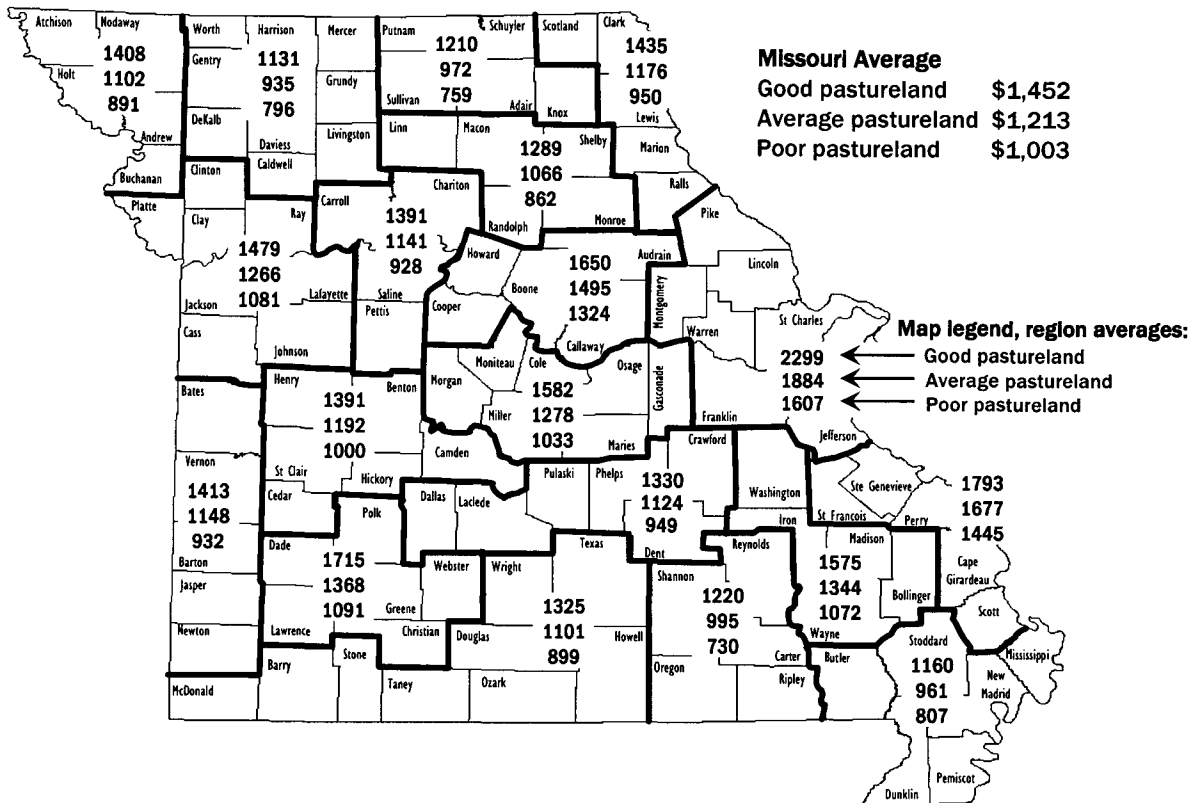 Atchison Nodaway Worth Harrison Mercer Putnam Schuyler Scotland Clark
1408 1131 1210 1435
Holt Gentry Grundy
1102 935 972 1176
891 796 759 950
Andrew DeKalb Daviess Livingston Sullivan Adair Knox Lewis
Missouri Average
Good pastureland $1,452
Average pastureland $1,213
Poor pastureland $1,003
Buchanan Clinton Caldwell Linn Macon Shelby Marion
1289
1066
862
Platte Clay Ray Carroll Chariton Randolph Monroe Ralls Pike
1391
1141
928
1479
1266
1081
Jackson Lafayette Saline Howard Boone Audrain Lincoln
1650
1495
1324
Cass Johnson Pettis Cooper Callaway Montgomery Warren St Charles
Map legend, region averages:
2299 Good pastureland
1884 Average pastureland
1607 Poor pastureland
Bates Henry Benton Morgan Moniteau Cole Osage Gasconade Franklin Jefferson
1391
1192
1000
Miller Maries
1582
1278
1033
Vernon St Clair Hickory Camden Pulaski Phelps Crawford Washington Ste Genevieve
1413
1148
932
1330
1124
949
1793
1677
1445
Barton Cedar Polk Dallas Laclede Texas Dent Iron St Francois Perry
Jasper Dade Webster Wright Shannon Reynolds Madison Cape
Girardeau
1715
1368
1091
1575
1344
1072
Newton Lawrence Greene Christian Douglas Howell Wayne Bollinger Scott
1325
1101
899
1220
995
730
McDonald Barry Stone Taney Ozark Oregon Carter Ripley Butler Stoddard Mississippi
1160
961
807
New
Madrid
Dunklin Pemiscot